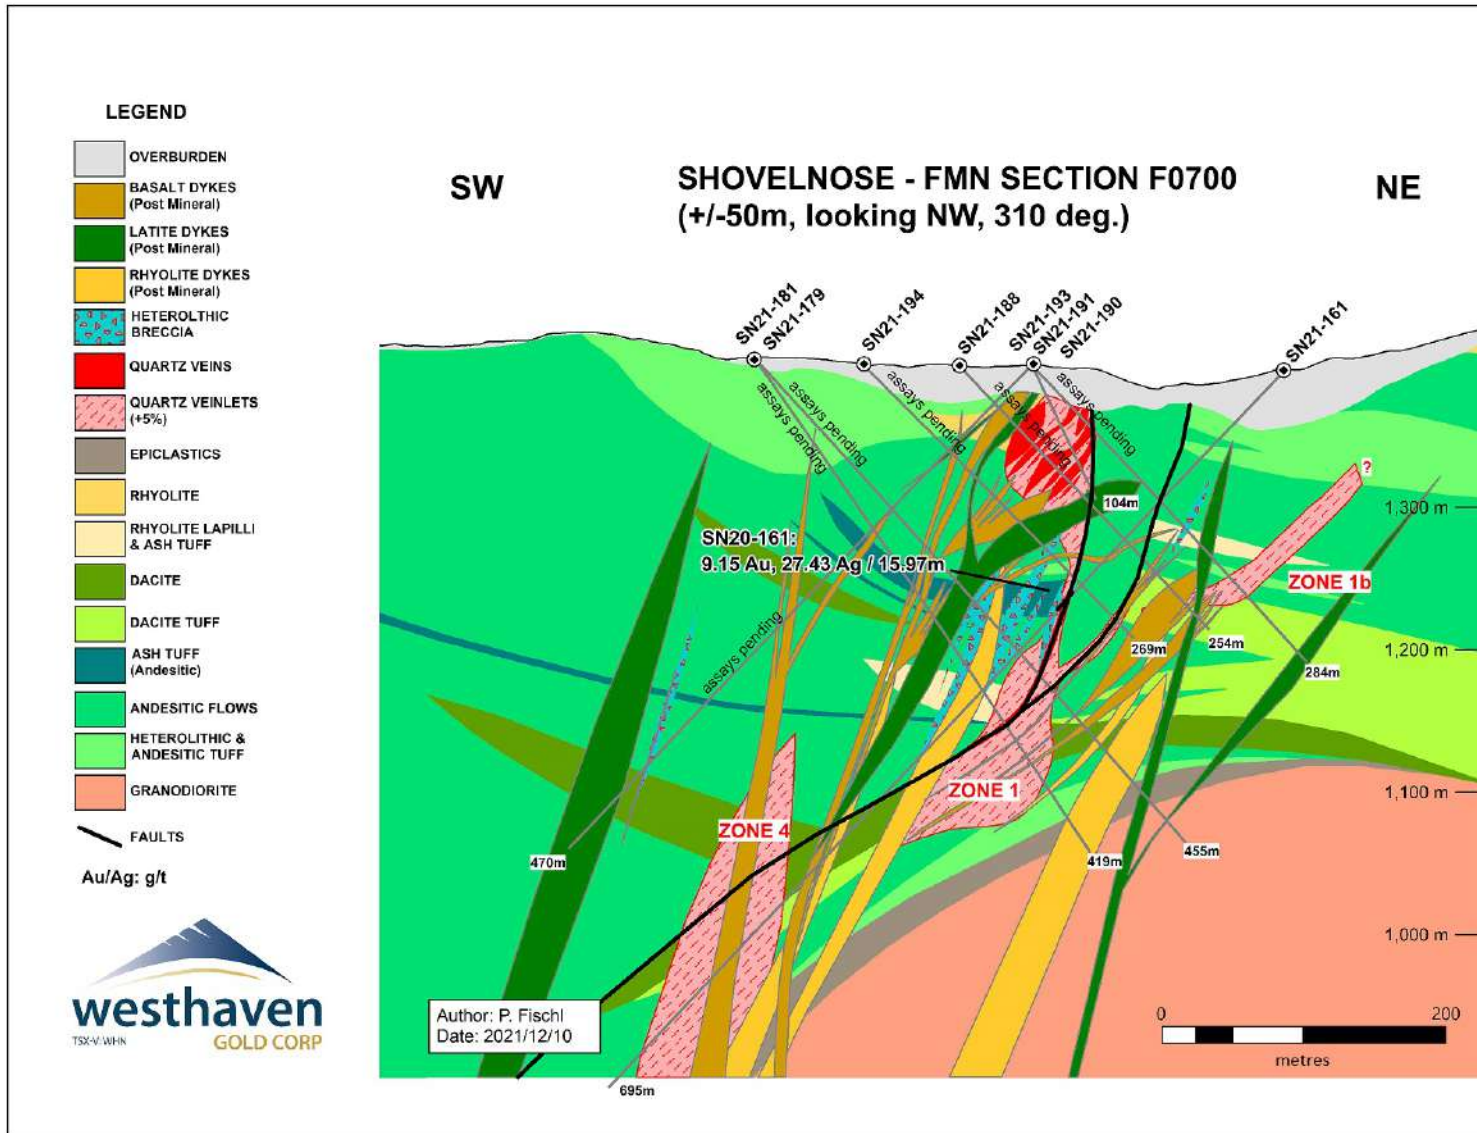 LEGEND
OVERBURDEN
BASALT DYKES
(Post Mineral)
LATITE DYKES
(Post Mineral)
RHYOLITE DYKES
(Post Mineral)
HETEROLTHIC
BRECCIA
QUARTZ VEINS
QUARTZ VEINLETS
(+5%)
EPICLASTICS
RHYOLITE
RHYOLITE LAPILLI
& ASH TUFF
DACITE
DACITE TUFF
ASH TUFF
(Andesitic)
ANDESITIC FLOWS
HETEROLITHIC &
ANDESITIC TUFF
GRANODIORITE
FAULTS
Au/Ag: g/t
westhaven
TSX-V: WHN
GOLD CORP
SW
SHOVELNOSE - FMN SECTION F0700
(+/-50m, looking NW, 310 deg.)
NE
SN21-181
SN21-179
SN21-194
SN21-188
SN21-193
SN21-191
SN21-190
SN21-161
assays pending
assays pending
assays pending
assays pending
assays pending
assays pending
SN20-161:
9.15 Au, 27.43 Ag / 15.97m
104m
?
1,300 m
ZONE 1b
269m
254m
284m
1,200 m
ZONE 1
1,100 m
ZONE 4
470m
419m
455m
1,000 m
695m
Author: P. Fischl
Date: 2021/12/10
0
200
metres